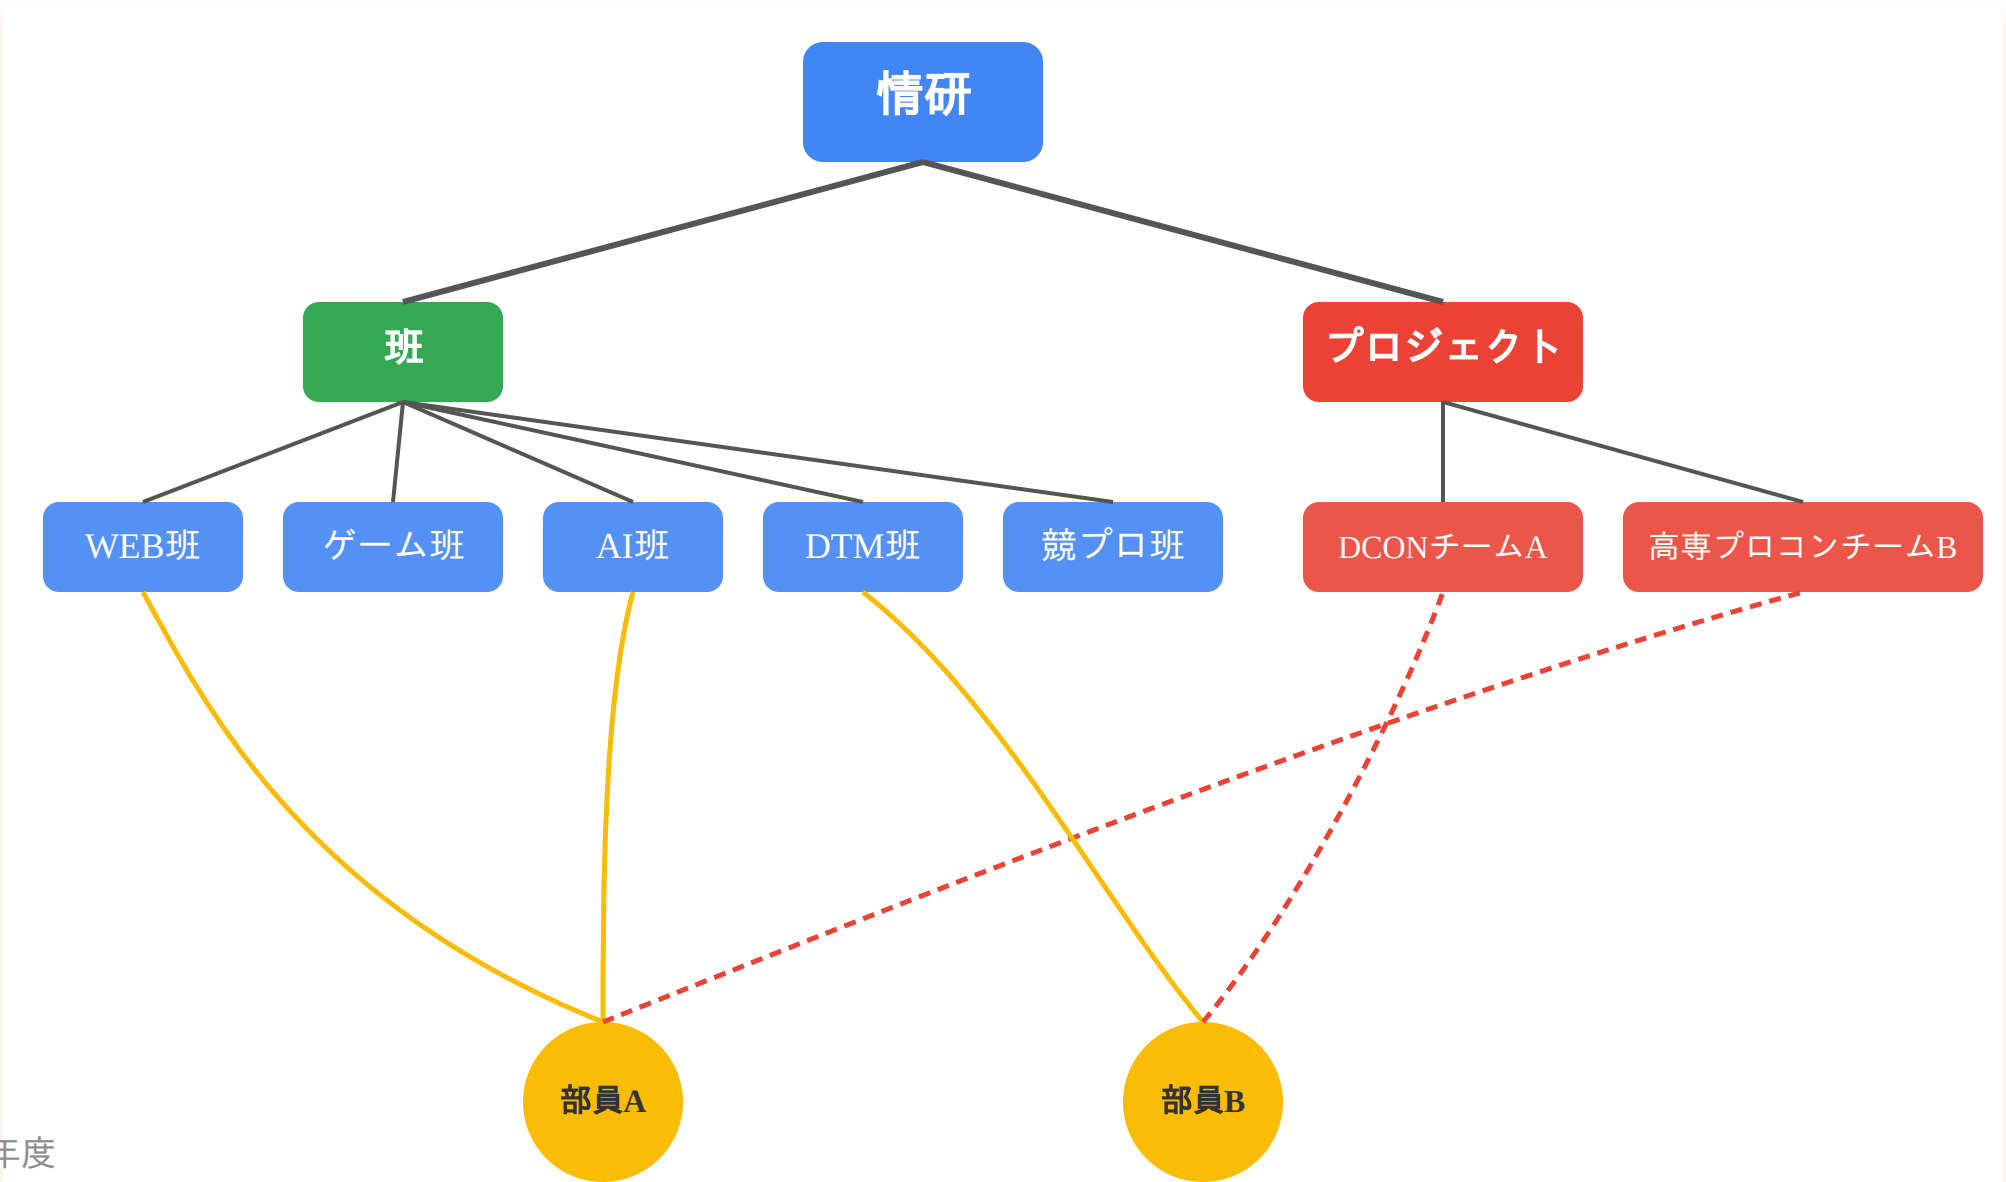 情研
班
プロジェクト
WEB班
ゲーム班
AI班
DTM班
競プロ班
DCONチームA
高専プロコンチームB
部員A
部員B
年度